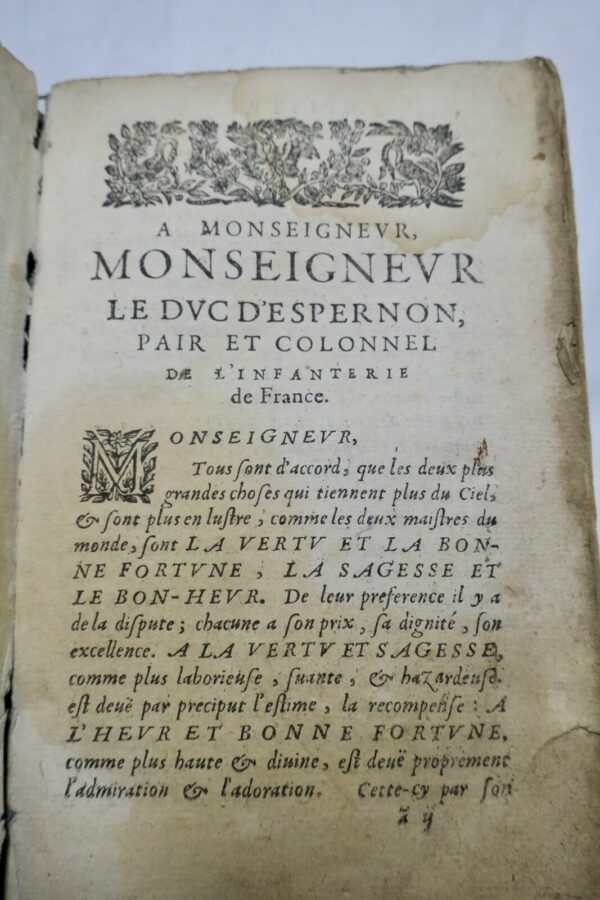 A MONSEIGNEVR,
MONSEIGNEVR
LE DVC D'ESPERNON,
PAIR ET COLONNEL
DE L'INFANTERIE
de France.
MONSEIGNEVR,
Tous ſont d'accord, que les deux plus
grandes choſes qui tiennent plus du Ciel,
& ſont plus en luſtre, comme les deux maiſtres du
monde, ſont LA VERTV ET LA BON-
NE FORTVNE, LA SAGESSE ET
LE BON-HEVR. De leur preference il y a
de la diſpute; chacune a ſon prix, ſa dignité, ſon
excellence. A LA VERTV ET SAGESSE,
comme plus laborieuſe, ſuante, & hazardeuſe
eſt deuë par preciput l'eſtime, la recompenſe: A
L'HEVR ET BONNE FORTVNE,
comme plus haute & diuine, eſt deuë proprement
l'admiration & l'adoration. Cette-cy par ſon
ã ij